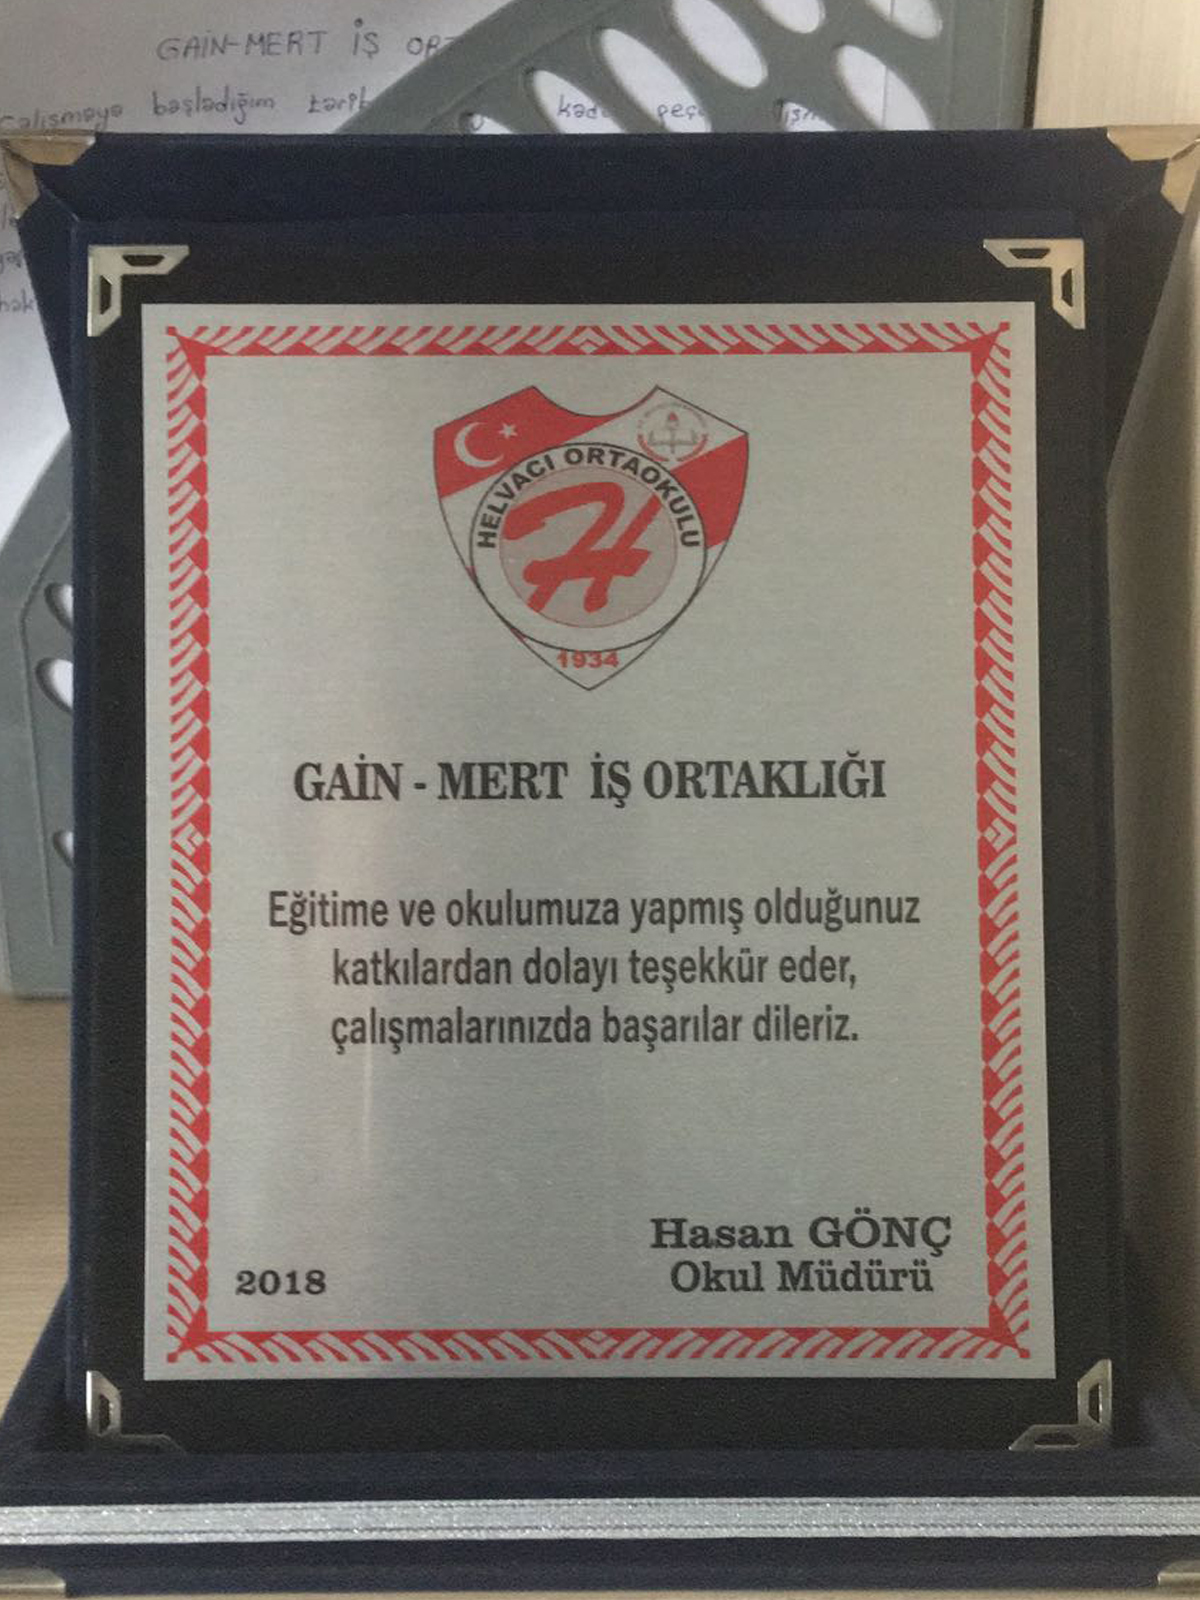 GAİN-MERT İŞ
Çalışmaya başladığım
HELVACI ORTAOKULU
H
1934
GAİN - MERT İŞ ORTAKLIĞI
Eğitime ve okulumuza yapmış olduğunuz
katkılardan dolayı teşekkür eder,
çalışmalarınızda başarılar dileriz.
Hasan GÖNÇ
Okul Müdürü
2018